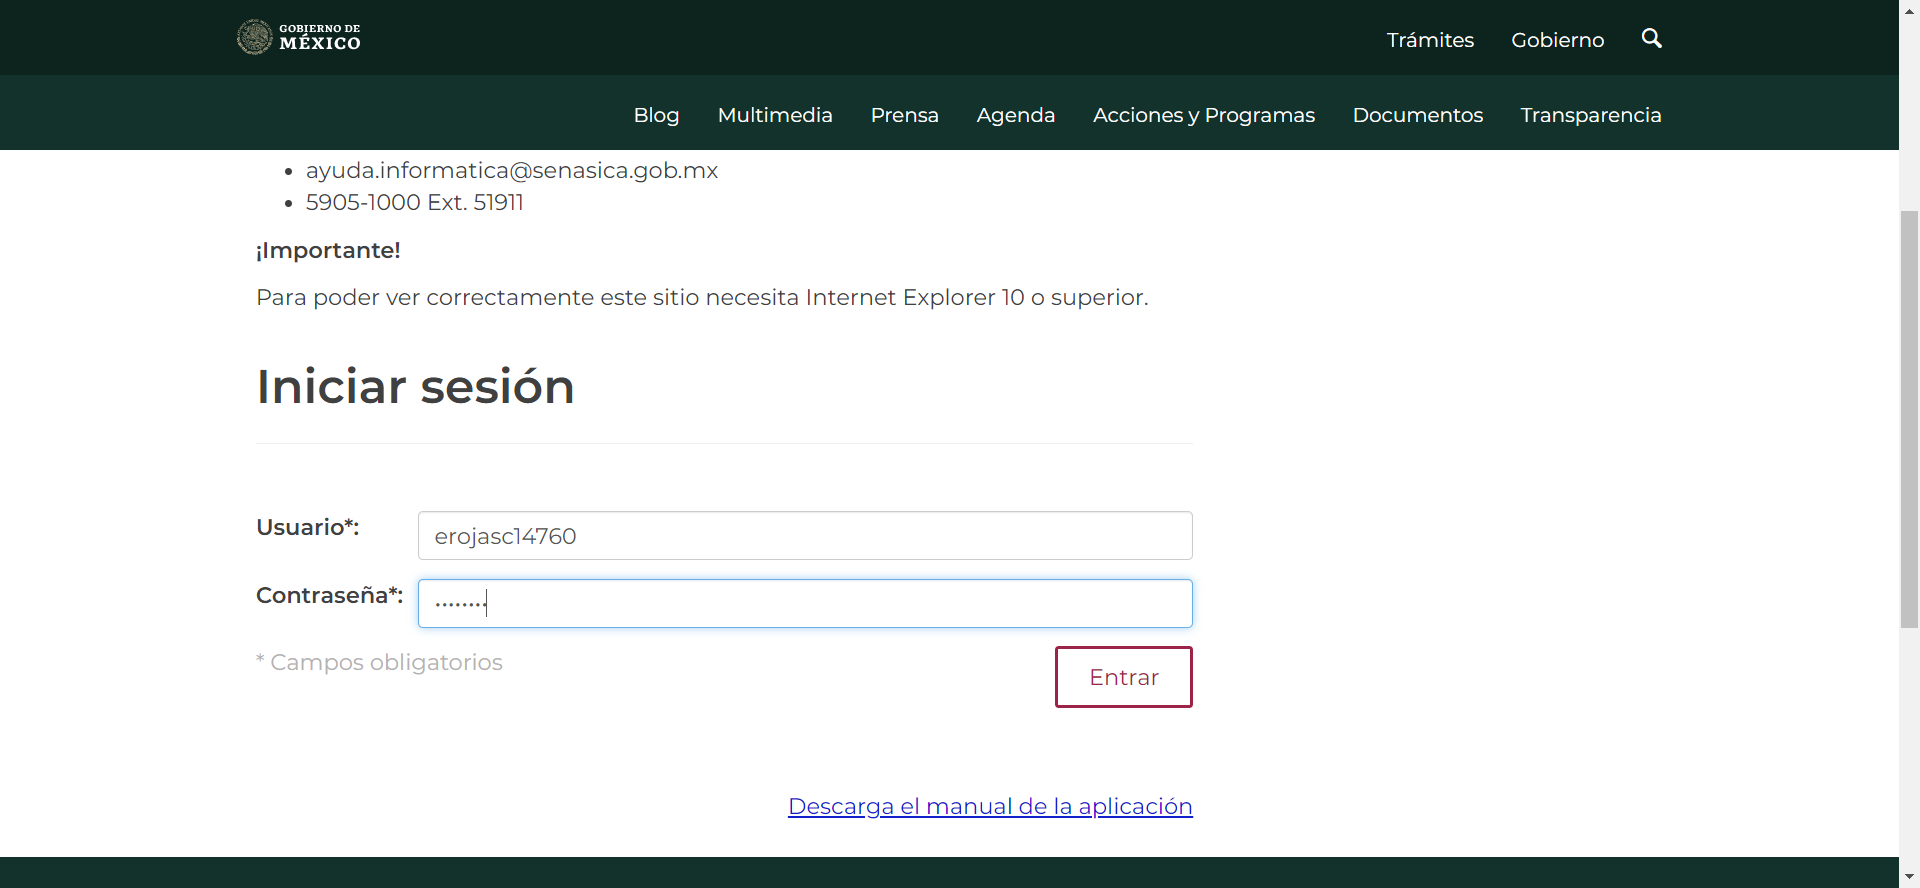 GOBIERNO DE
MÉXICO
Trámites Gobierno
Blog Multimedia Prensa Agenda Acciones y Programas Documentos Transparencia
• ayuda.informatica@senasica.gob.mx
• 5905-1000 Ext. 51911
¡Importante!
Para poder ver correctamente este sitio necesita Internet Explorer 10 o superior.
Iniciar sesión
Usuario*: erojasc14760
Contraseña*: ••••••••
* Campos obligatorios
Entrar
Descarga el manual de la aplicación